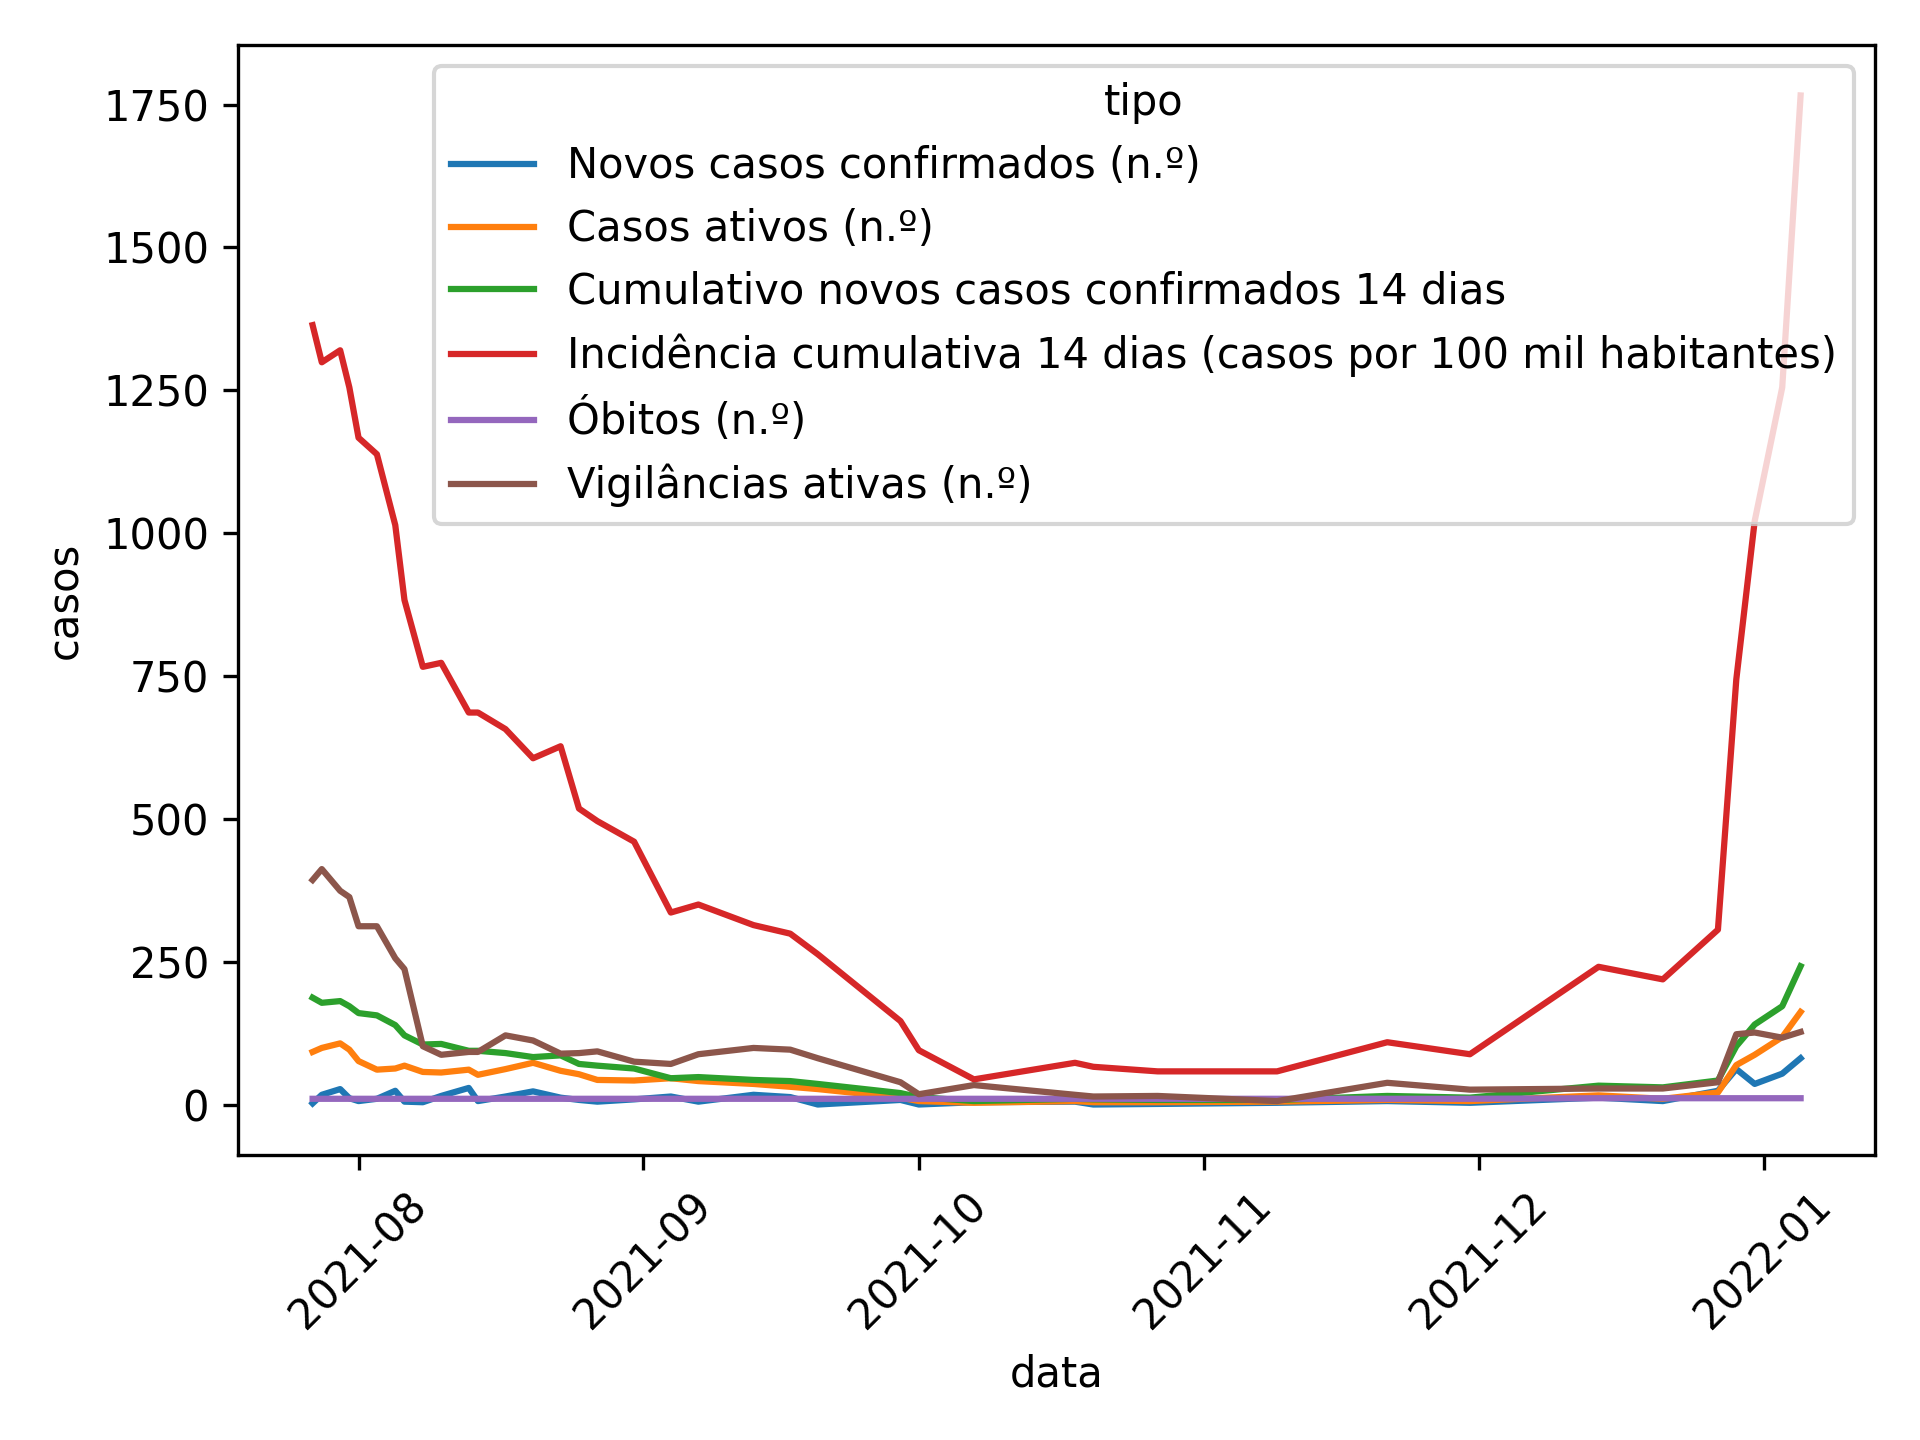 tipo
Novos casos confirmados (n.º)
Casos ativos (n.º)
Cumulativo novos casos confirmados 14 dias
Incidência cumulativa 14 dias (casos por 100 mil habitantes)
Óbitos (n.º)
Vigilâncias ativas (n.º)
casos
1750
1500
1250
1000
750
500
250
0
2021-08
2021-09
2021-10
2021-11
2021-12
2022-01
data